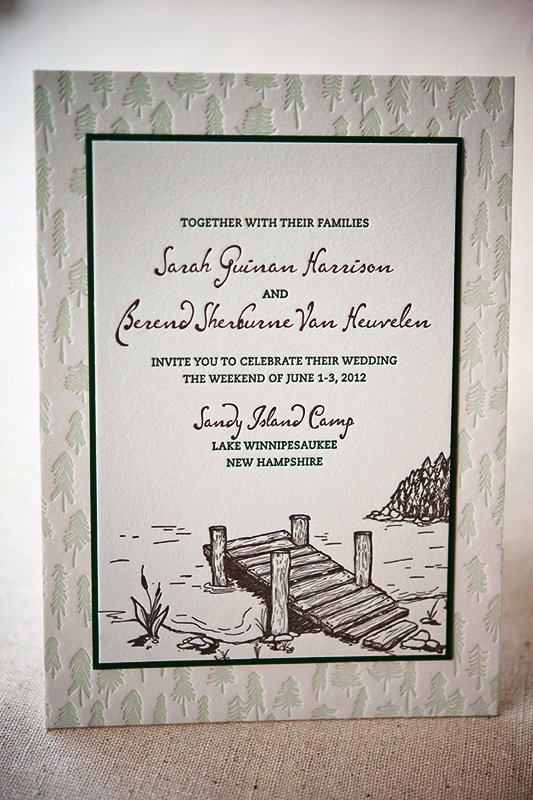 TOGETHER WITH THEIR FAMILIES
Sarah Guinan Harrison
AND
Berend Sherburne Van Heuvelen
INVITE YOU TO CELEBRATE THEIR WEDDING
THE WEEKEND OF JUNE 1-3, 2012
Sandy Island Camp
LAKE WINNIPESAUKEE
NEW HAMPSHIRE